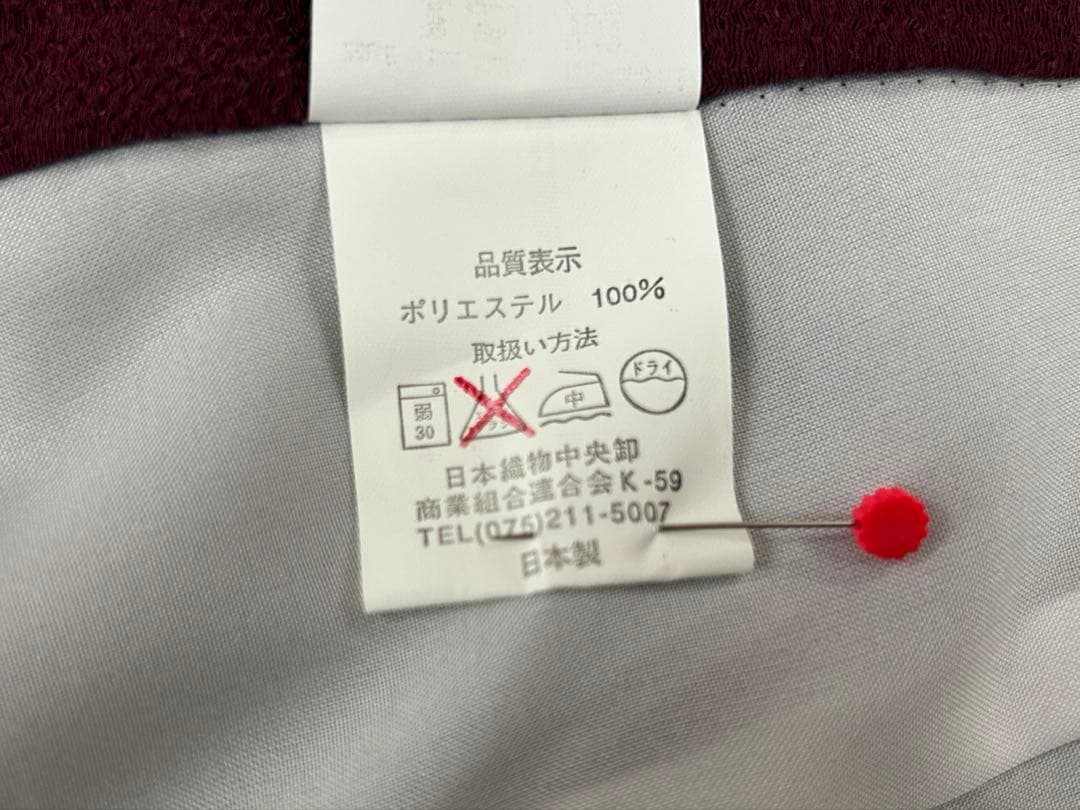 品質表示
ポリエステル 100%
取扱い方法
弱 30 中 ドライ
日本織物中央卸
商業組合連合会K-59
TEL(075)211-5007
日本製